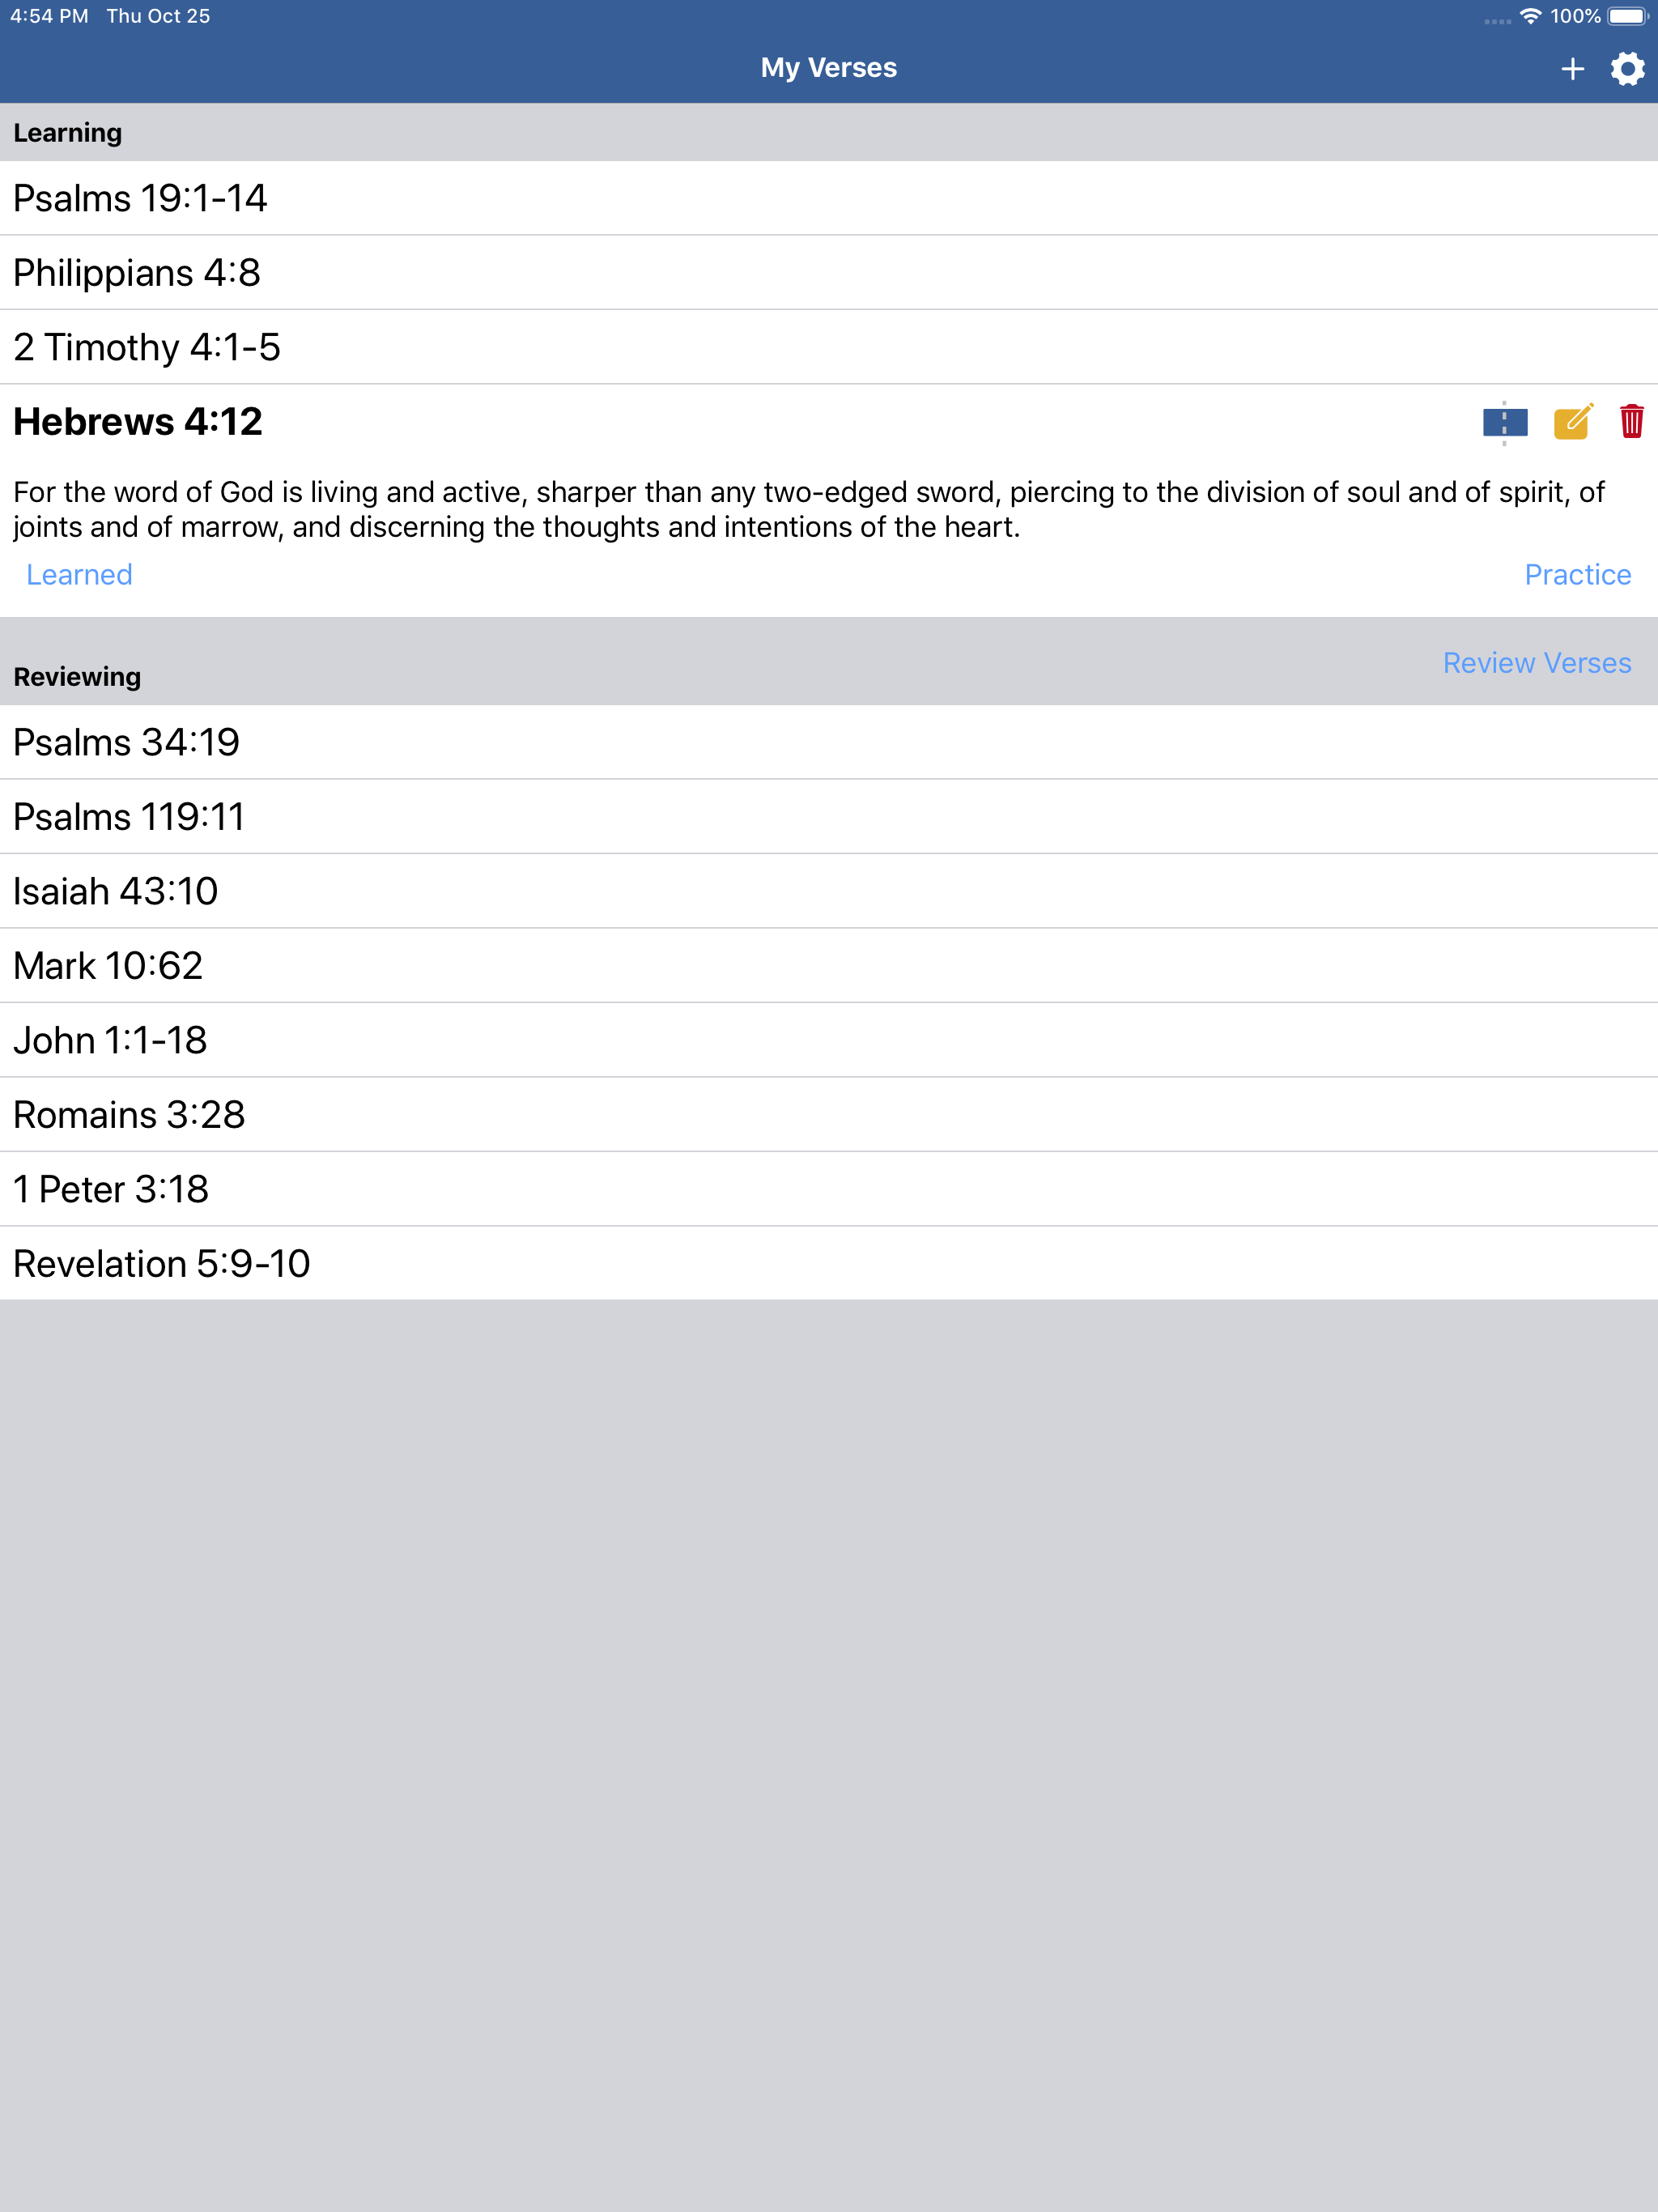 4:54 PM Thu Oct 25 100%
My Verses
Learning
Psalms 19:1-14
Philippians 4:8
2 Timothy 4:1-5
Hebrews 4:12
For the word of God is living and active, sharper than any two-edged sword, piercing to the division of soul and of spirit, of
joints and of marrow, and discerning the thoughts and intentions of the heart.
Learned Practice
Reviewing Review Verses
Psalms 34:19
Psalms 119:11
Isaiah 43:10
Mark 10:62
John 1:1-18
Romains 3:28
1 Peter 3:18
Revelation 5:9-10